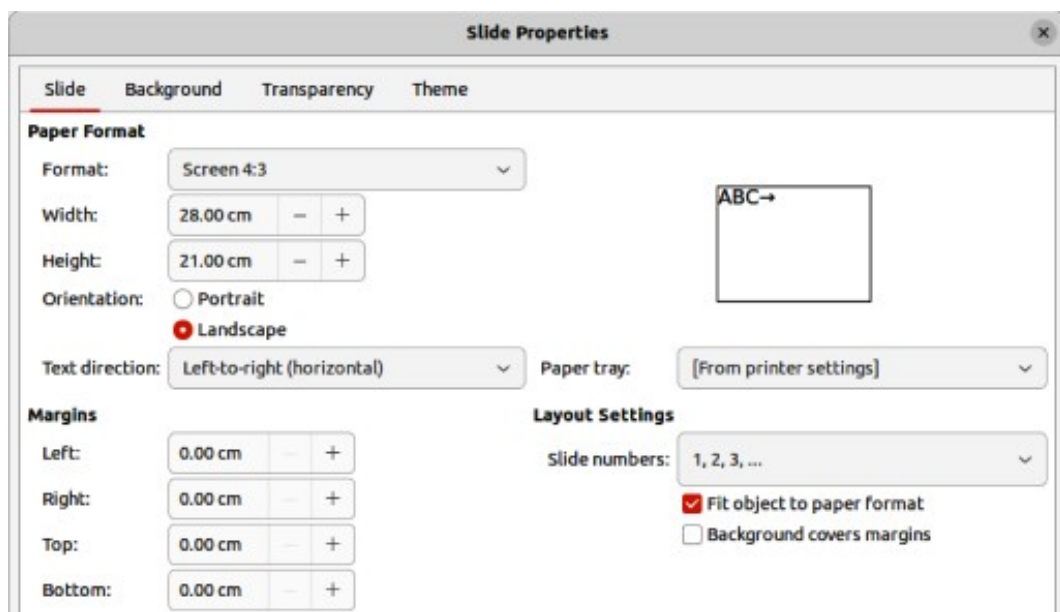 Slide Properties
Slide Background Transparency Theme
Paper Format
Format: Screen 4:3
Width: 28.00 cm − +
Height: 21.00 cm − +
Orientation: Portrait
Landscape
ABC→
Text direction: Left-to-right (horizontal) Paper tray: [From printer settings]
Margins Layout Settings
Left: 0.00 cm − + Slide numbers: 1, 2, 3, ...
Right: 0.00 cm − + Fit object to paper format
Top: 0.00 cm − + Background covers margins
Bottom: 0.00 cm − +